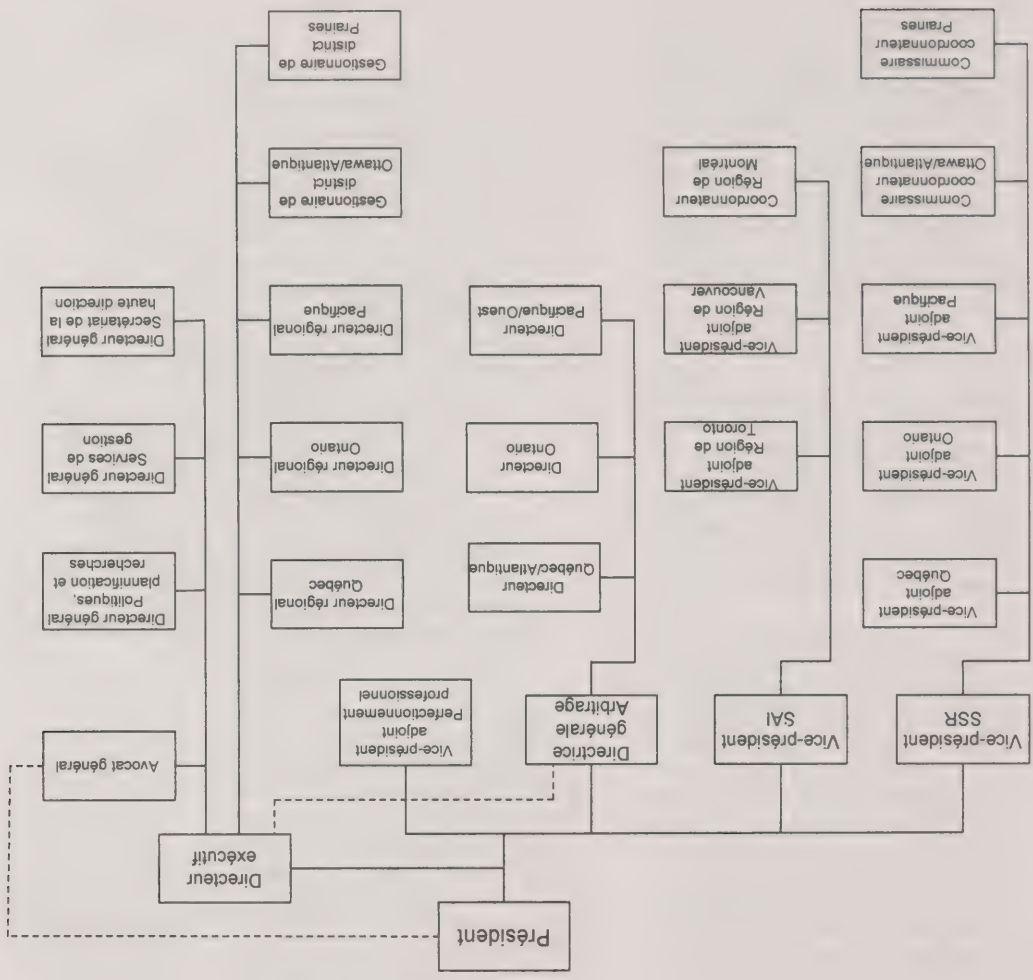 Président
Directeur
exécutif
Vice-président
SSR
Vice-président
SAI
Directrice
générale
Arbitrage
Vice-président
adjoint
Perfectionnement
professionnel
Avocat général
Vice-président
adjoint
Québec
Directeur
Québec/Atlantique
Directeur régional
Québec
Directeur général
Politiques,
plannification et
recherches
Vice-président
adjoint
Ontario
Vice-président
adjoint
Région de
Toronto
Directeur
Ontario
Directeur régional
Ontario
Directeur général
Services de
gestion
Vice-président
adjoint
Pacifique
Vice-président
adjoint
Région de
Vancouver
Directeur
Pacifique/Ouest
Directeur régional
Pacifique
Directeur général
Secrétariat de la
haute direction
Commissaire
coordonnateur
Ottawa/Atlantique
Coordonnateur
Région de
Montréal
Gestionnaire de
district
Ottawa/Atlantique
Commissaire
coordonnateur
Prairies
Gestionnaire de
district
Prairies